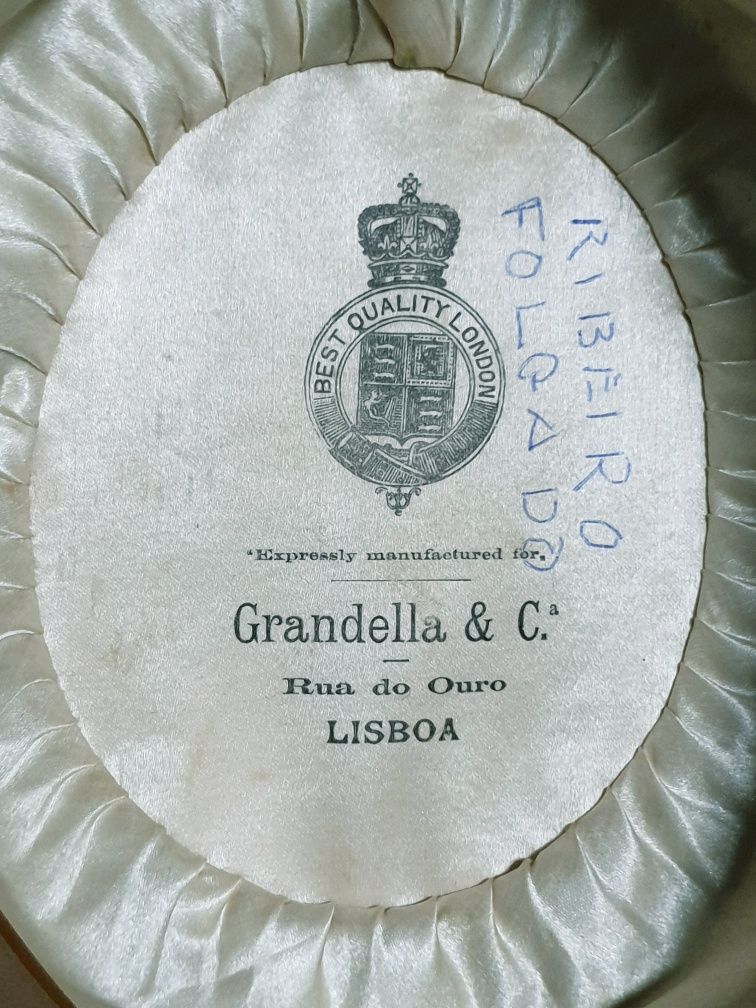 BEST QUALITY LONDON
"Expressly manufactured for„
Grandella & C.ª
Rua do Ouro
LISBOA
RIBEIRO
FOLGADO